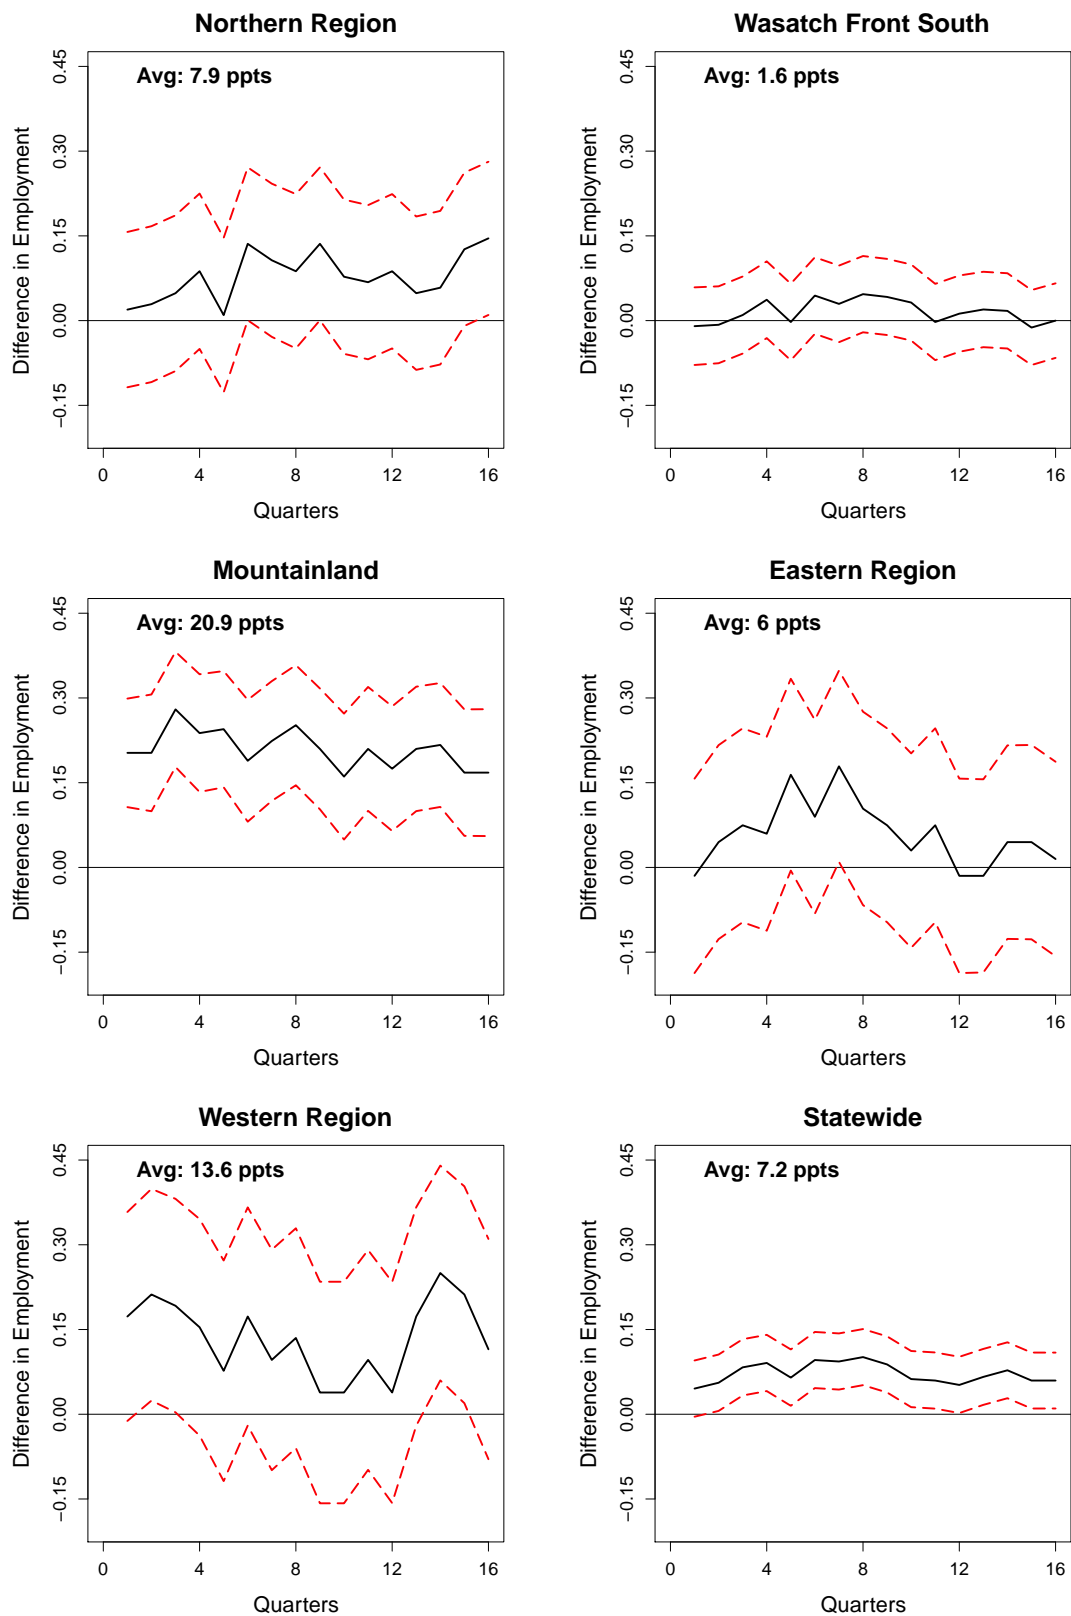 Northern Region
Avg: 7.9 ppts
Difference in Employment
0.45
0.30
0.15
0.00
−0.15
0 4 8 12 16
Quarters
Wasatch Front South
Avg: 1.6 ppts
Difference in Employment
0.45
0.30
0.15
0.00
−0.15
0 4 8 12 16
Quarters
Mountainland
Avg: 20.9 ppts
Difference in Employment
0.45
0.30
0.15
0.00
−0.15
0 4 8 12 16
Quarters
Eastern Region
Avg: 6 ppts
Difference in Employment
0.45
0.30
0.15
0.00
−0.15
0 4 8 12 16
Quarters
Western Region
Avg: 13.6 ppts
Difference in Employment
0.45
0.30
0.15
0.00
−0.15
0 4 8 12 16
Quarters
Statewide
Avg: 7.2 ppts
Difference in Employment
0.45
0.30
0.15
0.00
−0.15
0 4 8 12 16
Quarters